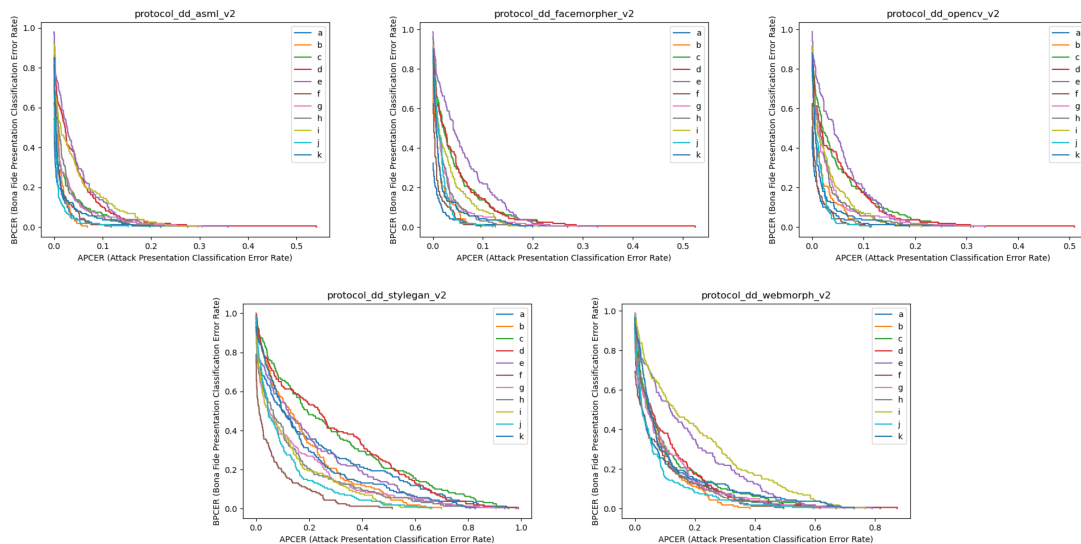 protocol_dd_asml_v2
BPCER (Bona Fide Presentation Classification Error Rate)
1.0
0.8
0.6
0.4
0.2
0.0
a
b
c
d
e
f
g
h
i
j
k
0.0 0.1 0.2 0.3 0.4 0.5
APCER (Attack Presentation Classification Error Rate)
protocol_dd_facemorpher_v2
BPCER (Bona Fide Presentation Classification Error Rate)
1.0
0.8
0.6
0.4
0.2
0.0
a
b
c
d
e
f
g
h
i
j
k
0.0 0.1 0.2 0.3 0.4 0.5
APCER (Attack Presentation Classification Error Rate)
protocol_dd_opencv_v2
BPCER (Bona Fide Presentation Classification Error Rate)
1.0
0.8
0.6
0.4
0.2
0.0
a
b
c
d
e
f
g
h
i
j
k
0.0 0.1 0.2 0.3 0.4 0.5
APCER (Attack Presentation Classification Error Rate)
protocol_dd_stylegan_v2
BPCER (Bona Fide Presentation Classification Error Rate)
1.0
0.8
0.6
0.4
0.2
0.0
a
b
c
d
e
f
g
h
i
j
k
0.0 0.2 0.4 0.6 0.8 1.0
APCER (Attack Presentation Classification Error Rate)
protocol_dd_webmorph_v2
BPCER (Bona Fide Presentation Classification Error Rate)
1.0
0.8
0.6
0.4
0.2
0.0
a
b
c
d
e
f
g
h
i
j
k
0.0 0.2 0.4 0.6 0.8
APCER (Attack Presentation Classification Error Rate)